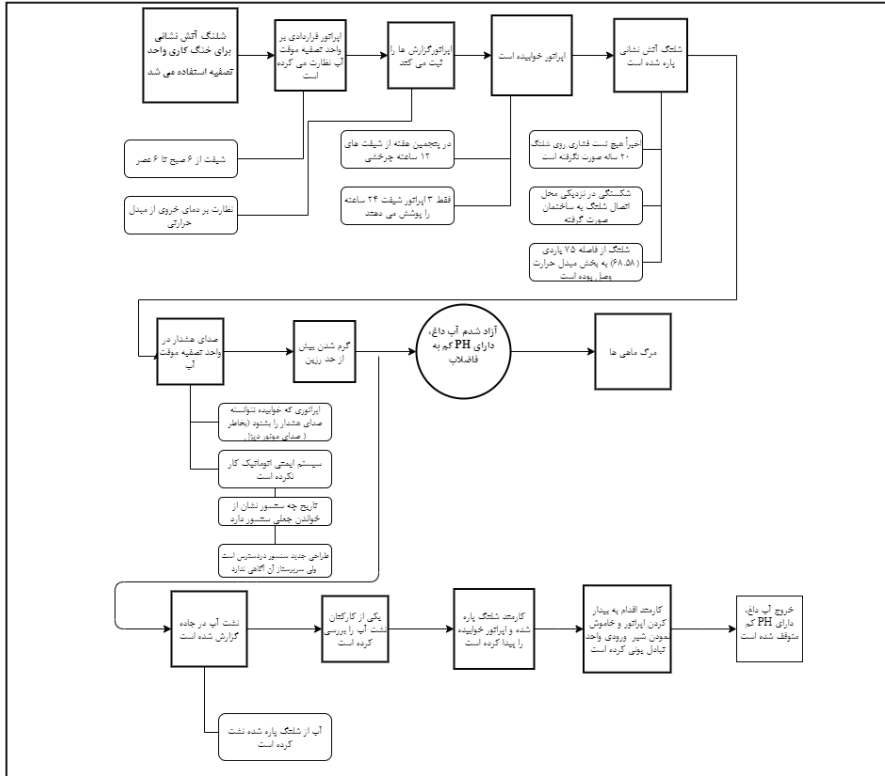 شلنگ آتش نشانی
برای خنگ کاری واحد
تصفیه استفاده می شد
اپراتور قراردادی بر
واحد تصفیه موقت
آب نظارت می کرده
است
اپراتورگزارش ها را
ثبت می کند
اپراتور خوابیده است
شلنگ آتش نشانی
پاره شده است
شیفت از ۶ صبح تا ۶ عصر
نظارت بر دمای خروی از مبدل
حرارتی
در پنجمین هفته از شیفت های
۱۲ ساعته چرخشی
فقط ۳ اپراتور شیفت ۲۴ ساعته
را پوشش می دهند
اخیراً هیچ تست فشاری روی شلنگ
۲۰ ساله صورت نگرفته است
شکستگی در نزدیکی محل
اتصال شلنگ به ساختمان
صورت گرفته
شلنگ از فاصله ۷۵ یاردی
(۶۸.۵۸) به بخش مبدل حرارت
وصل بوده است
صدای هشدار در
واحد تصفیه موقت
آب
گرم شدن بیش
از حد رزین
آزاد شدم آب داغ،
دارای PH کم به
فاضلاب
مرگ ماهی ها
اپراتوری که خوابیده نتوانسته
صدای هشدار را بشنود (بخاطر
صدای موتور دیزل )
سیستم ایمنی اتوماتیک کار
نکرده است
تاریخ چه سنسور نشان از
خواندن جعلی سنسور دارد
طراحی جدید سنسور دردسترس است
ولی سرپرستار آن آگاهی ندارد
نشت آب در جاده
گزارش شده است
یکی از کارکنان
نشت آب را بررسی
کرده است
کارمند شلنگ پاره
شده و اپراتور خوابیده
را پیدا کرده است
کارمند اقدام به بیدار
کردن اپراتور و خاموش
نمودن شیر ورودی واحد
تبادل یونی کرده است
خروج آب داغ،
دارای PH کم
متوقف شده است
آب از شلنگ پاره شده نشت
کرده است